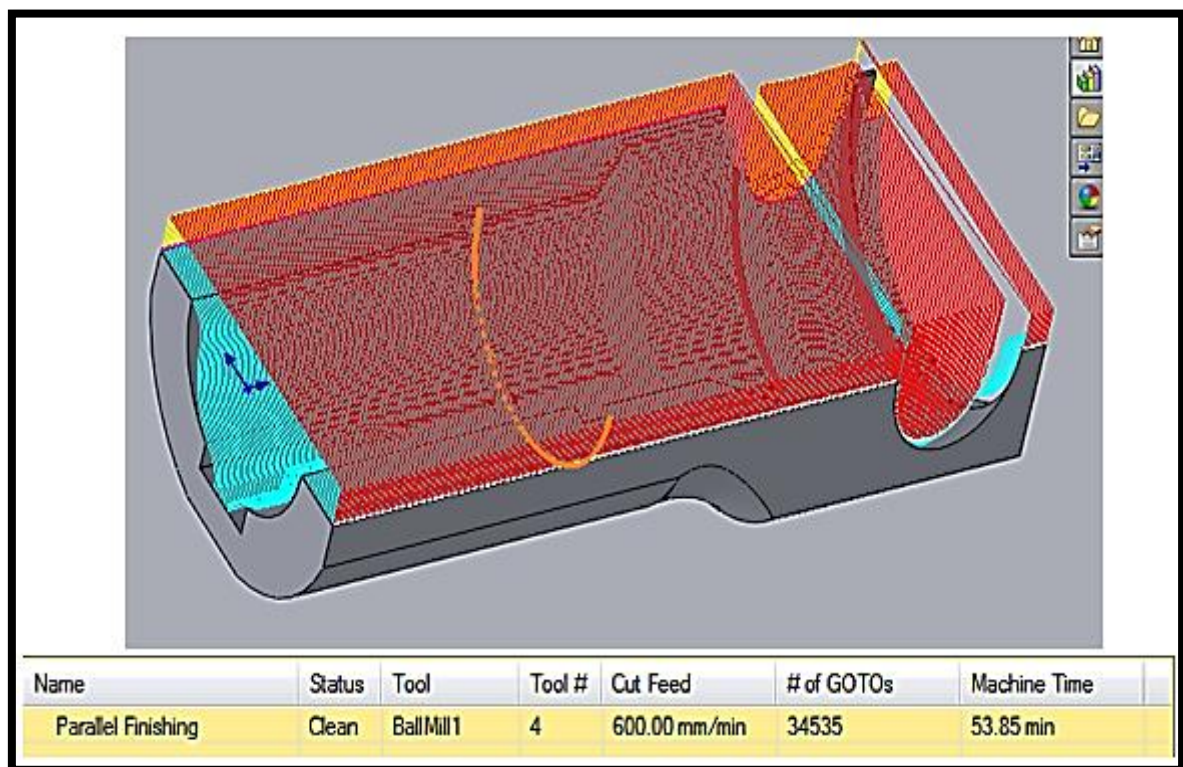 Name Status Tool Tool # Cut Feed # of GOTOs Machine Time
Parallel Finishing Clean BallMill1 4 600.00 mm/min 34535 53.85 min